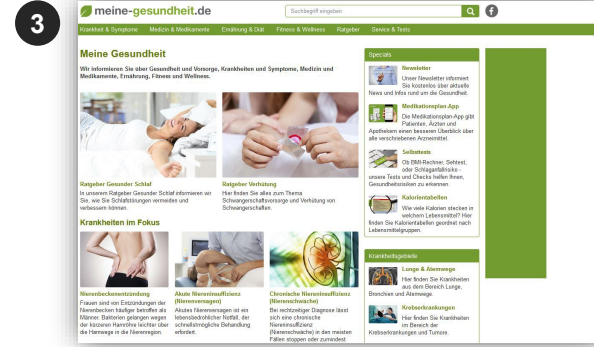 3
meine-gesundheit.de
Suchbegriff eingeben
Krankheit & Symptome Medizin & Medikamente Ernährung & Diät Fitness & Wellness Ratgeber Service & Tests
Meine Gesundheit
Wir informieren Sie über Gesundheit und Vorsorge, Krankheiten und Symptome, Medizin und
Medikamente, Ernährung, Fitness und Wellness.
Ratgeber Gesunder Schlaf
In unserem Ratgeber Gesunder Schlaf informieren wir
Sie, wie Sie Schlafstörungen vermeiden und
verbessern können.
Ratgeber Verhütung
Hier finden Sie alles zum Thema
Schwangerschaftsvorsorge und Verhütung von
Schwangerschaften.
Krankheiten im Fokus
Nierenbeckenentzündung
Frauen sind von Entzündungen der
Nierenbecken häufiger betroffen als
Männer. Bakterien gelangen wegen
der kürzeren Harnröhre leichter über
die Harnwege in die Nierenregion.
Akute Niereninsuffizienz
(Nierenversagen)
Akutes Nierenversagen ist ein
lebensbedrohlicher Notfall, der
schnellstmögliche Behandlung
erfordert.
Chronische Niereninsuffizienz
(Nierenschwäche)
Bei rechtzeitiger Diagnose lässt
sich eine chronische
Niereninsuffizienz
(Nierenschwäche) in den meisten
Fällen stoppen oder zumindest
Specials
Newsletter
Unser Newsletter informiert
Sie kostenlos über aktuelle
News und Infos rund um die Gesundheit.
Medikationsplan-App
Die Medikationsplan-App gibt
Patienten, Ärzten und
Apothekern einen besseren Überblick über
alle verschriebenen Arzneimittel.
Selbsttests
Ob BMI-Rechner, Sehtest,
oder Schlaganfallrisiko -
unsere Tests und Checks helfen Ihnen,
Gesundheitsrisiken zu erkennen.
Kalorientabellen
Wie viele Kalorien stecken in
welchem Lebensmittel? Hier
finden Sie Kalorientabellen geordnet nach
Lebensmittelgruppen.
Krankheitsgebiete
Lunge & Atemwege
Hier finden Sie Krankheiten
aus dem Bereich Lunge,
Bronchien und Atemwege.
Krebserkrankungen
Hier finden Sie Krankheiten
im Bereich der
Krebserkrankungen und Tumore.